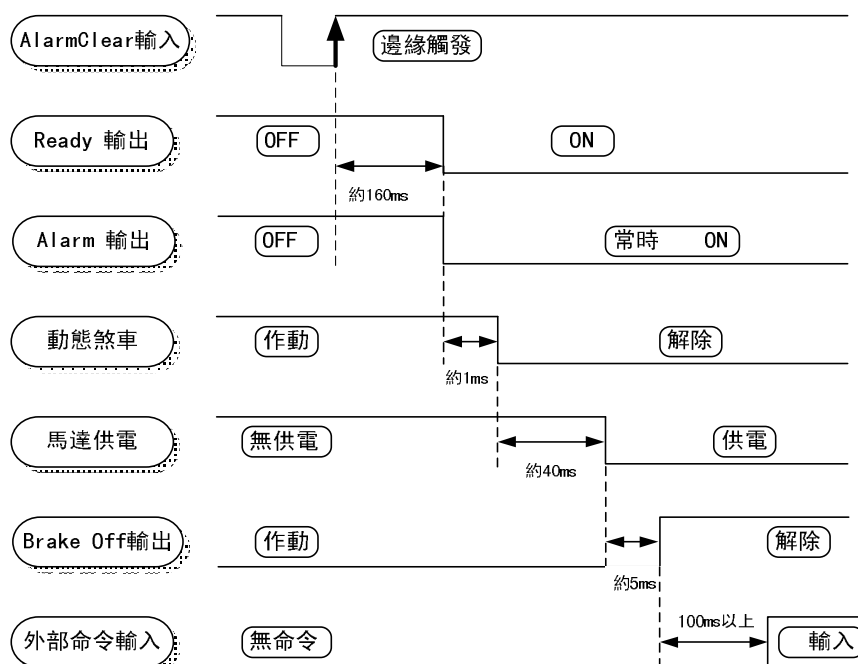 AlarmClear輸入
邊緣觸發
Ready 輸出
OFF
ON
約160ms
Alarm 輸出
OFF
常時 ON
動態煞車
作動
解除
約1ms
馬達供電
無供電
供電
約40ms
Brake Off輸出
作動
解除
約5ms
100ms以上
外部命令輸入
無命令
輸入